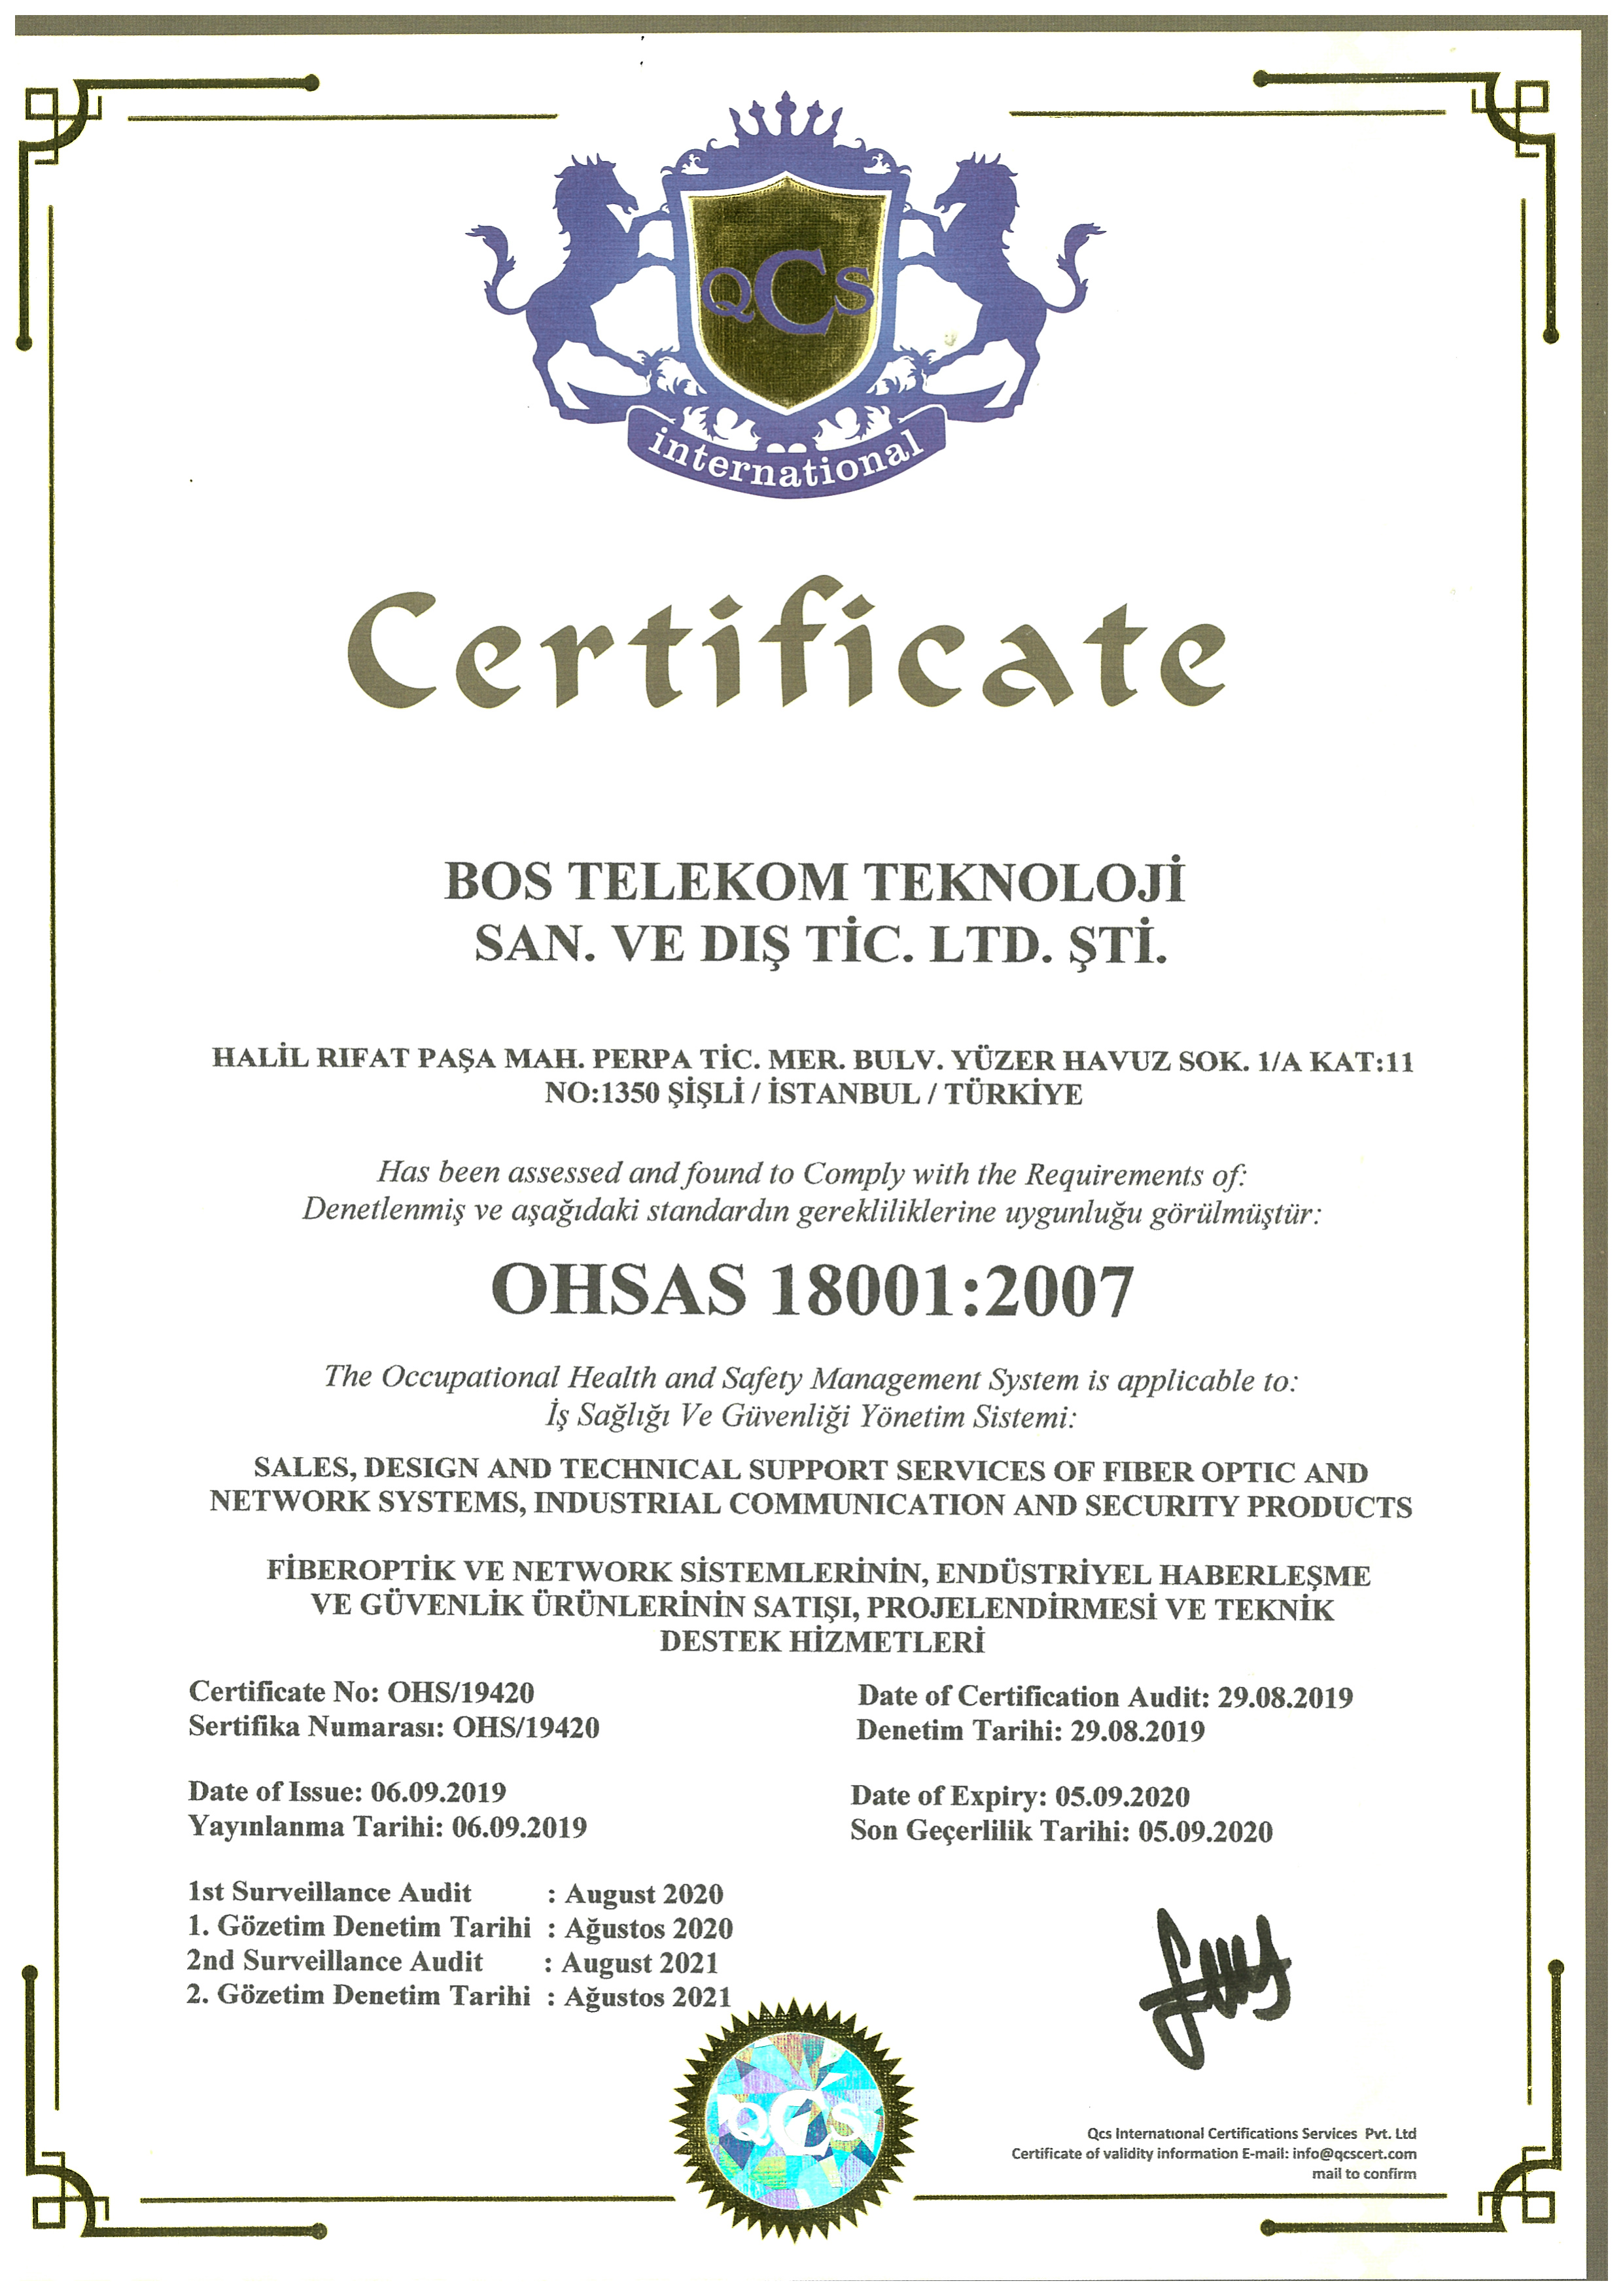 QCS
international
Certificate
BOS TELEKOM TEKNOLOJİ
SAN. VE DIŞ TİC. LTD. ŞTİ.
HALİL RIFAT PAŞA MAH. PERPA TİC. MER. BULV. YÜZER HAVUZ SOK. 1/A KAT:11
NO:1350 ŞİŞLİ / İSTANBUL / TÜRKİYE
Has been assessed and found to Comply with the Requirements of:
Denetlenmiş ve aşağıdaki standardın gerekliliklerine uygunluğu görülmüştür:
OHSAS 18001:2007
The Occupational Health and Safety Management System is applicable to:
İş Sağlığı Ve Güvenliği Yönetim Sistemi:
SALES, DESIGN AND TECHNICAL SUPPORT SERVICES OF FIBER OPTIC AND
NETWORK SYSTEMS, INDUSTRIAL COMMUNICATION AND SECURITY PRODUCTS
FİBEROPTİK VE NETWORK SİSTEMLERİNİN, ENDÜSTRİYEL HABERLEŞME
VE GÜVENLİK ÜRÜNLERİNİN SATIŞI, PROJELENDİRMESİ VE TEKNİK
DESTEK HİZMETLERİ
Certificate No: OHS/19420
Sertifika Numarası: OHS/19420
Date of Certification Audit: 29.08.2019
Denetim Tarihi: 29.08.2019
Date of Issue: 06.09.2019
Yayınlanma Tarihi: 06.09.2019
Date of Expiry: 05.09.2020
Son Geçerlilik Tarihi: 05.09.2020
1st Surveillance Audit : August 2020
1. Gözetim Denetim Tarihi : Ağustos 2020
2nd Surveillance Audit : August 2021
2. Gözetim Denetim Tarihi : Ağustos 2021
QCS
Qcs International Certifications Services Pvt. Ltd
Certificate of validity information E-mail: info@qcscert.com
mail to confirm